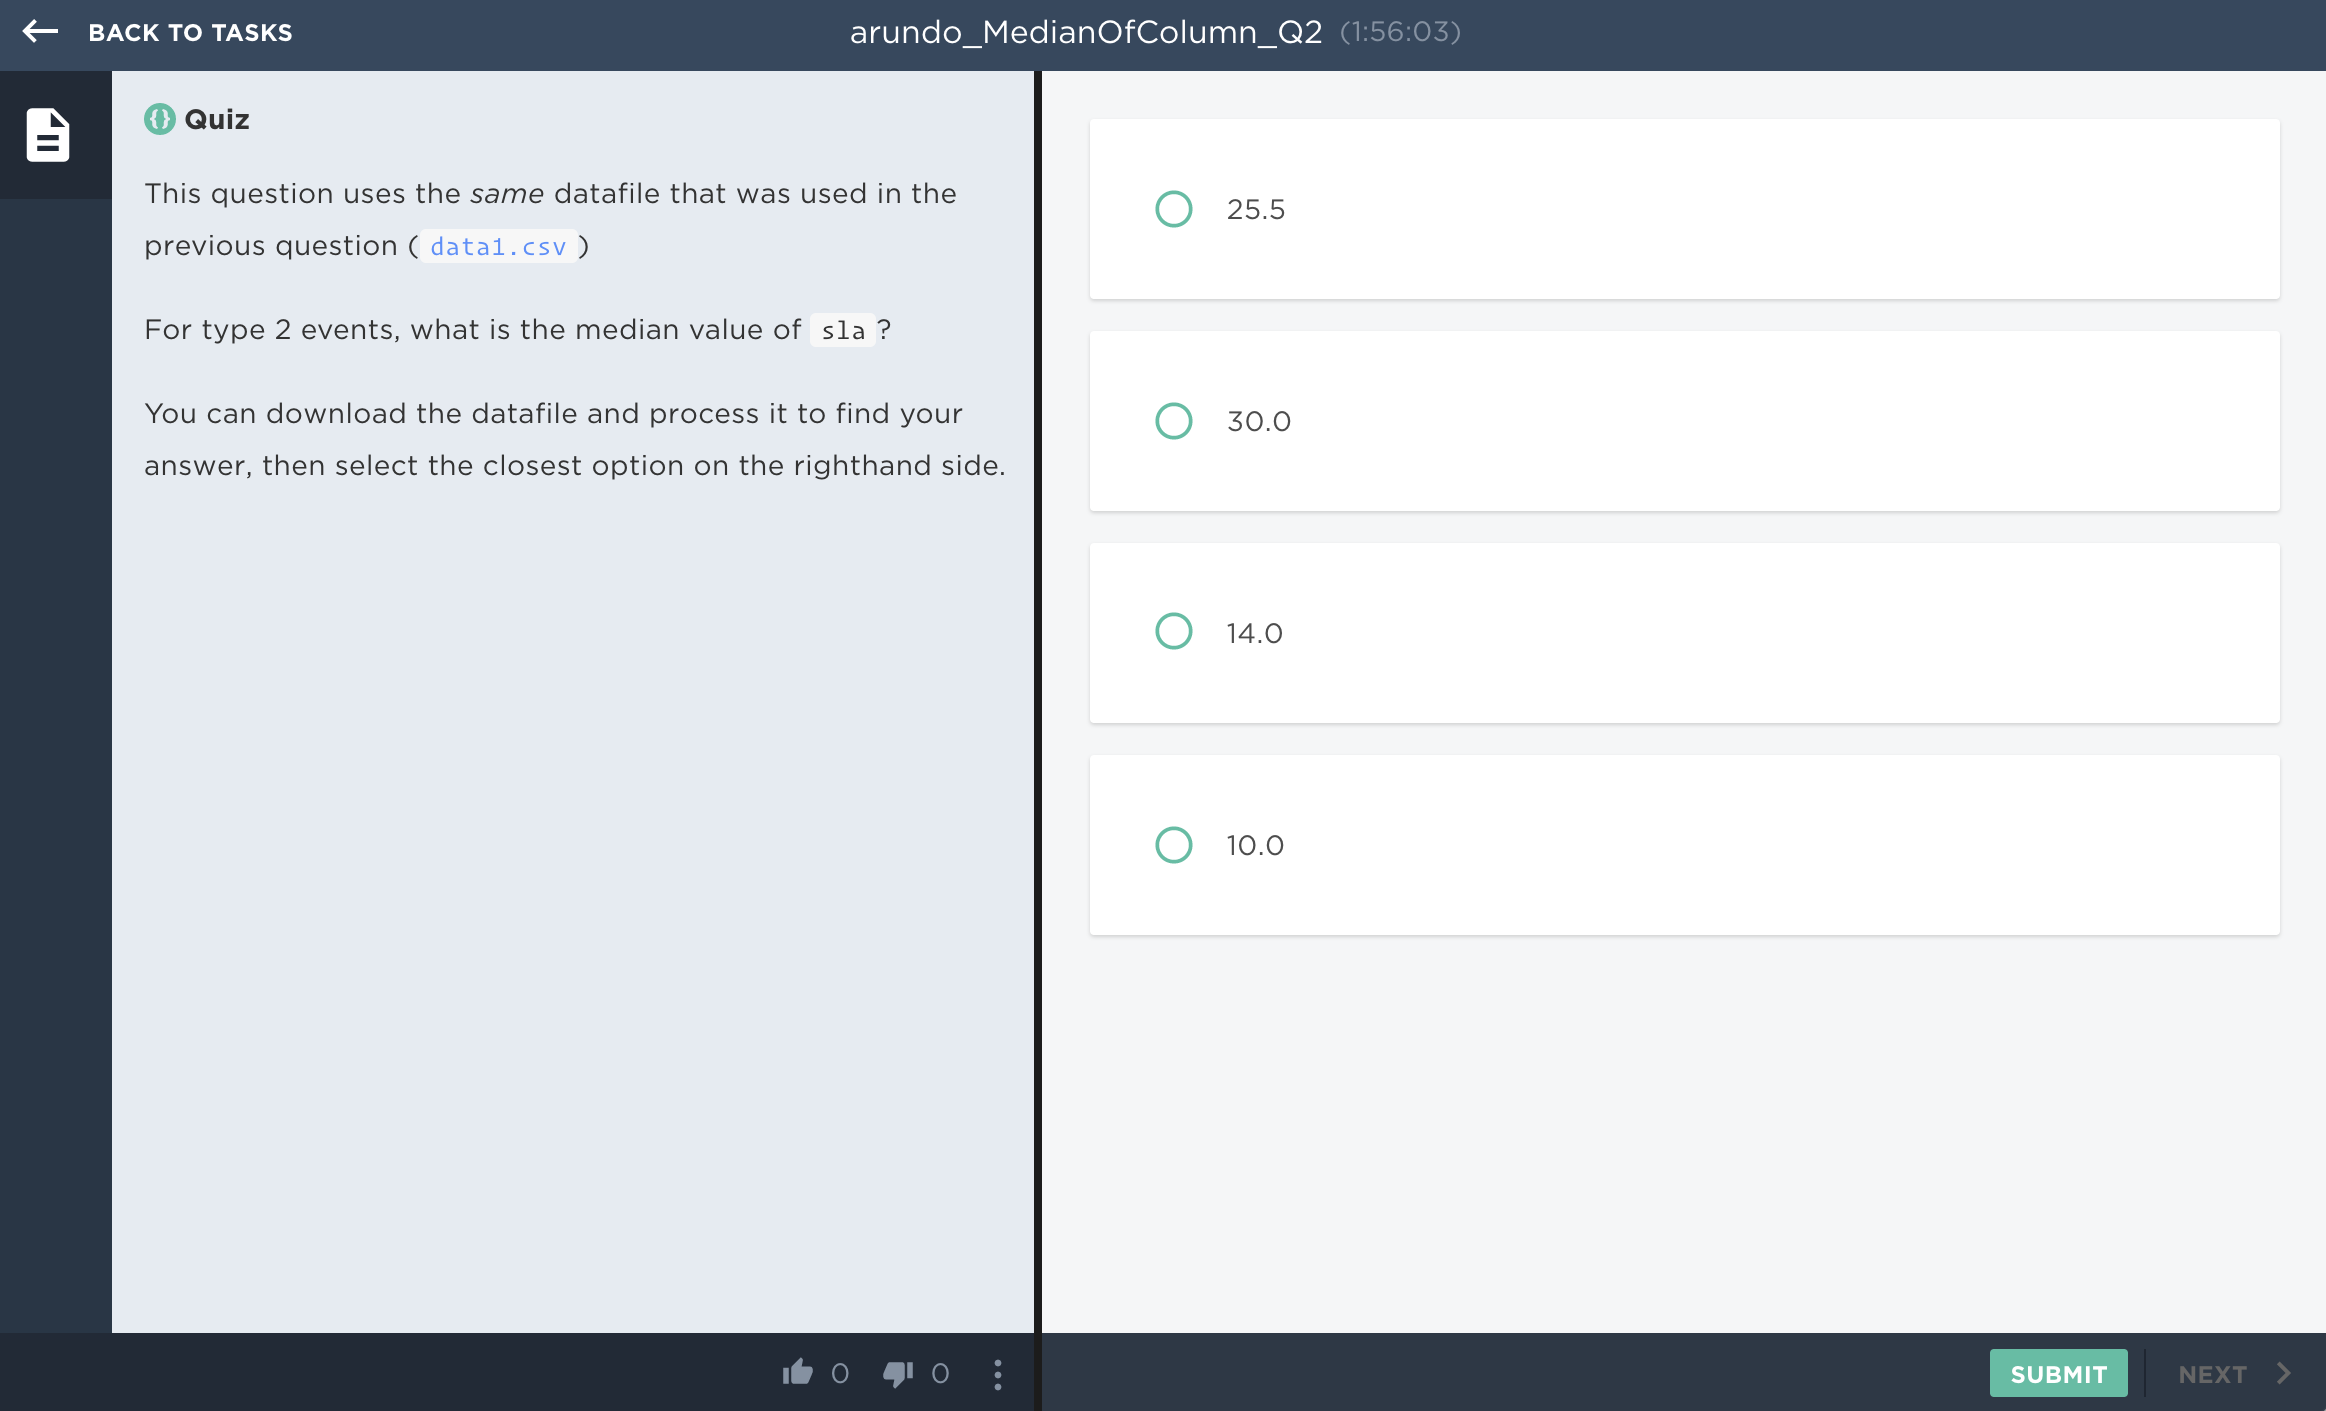 BACK TO TASKS
arundo_MedianOfColumn_Q2 (1:56:03)
Quiz
This question uses the same datafile that was used in the
previous question ( data1.csv )
For type 2 events, what is the median value of sla ?
You can download the datafile and process it to find your
answer, then select the closest option on the righthand side.
25.5
30.0
14.0
10.0
0 0
SUBMIT
NEXT